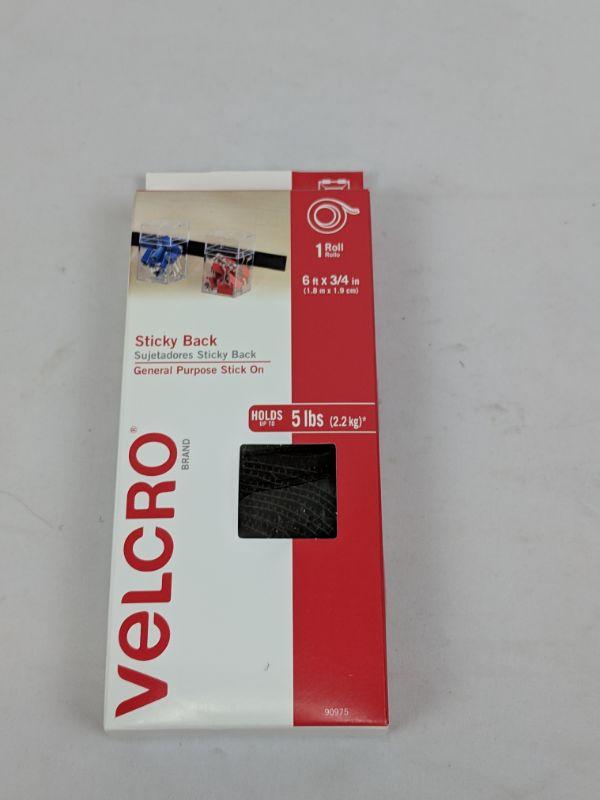 1 Roll
Rollo
6 ft x 3/4 in
(1.8 m x 1.9 cm)
Sticky Back
Sujetadores Sticky Back
General Purpose Stick On
HOLDS
UP TO
5 lbs (2.2 kg)*
VELCRO®
BRAND
90975